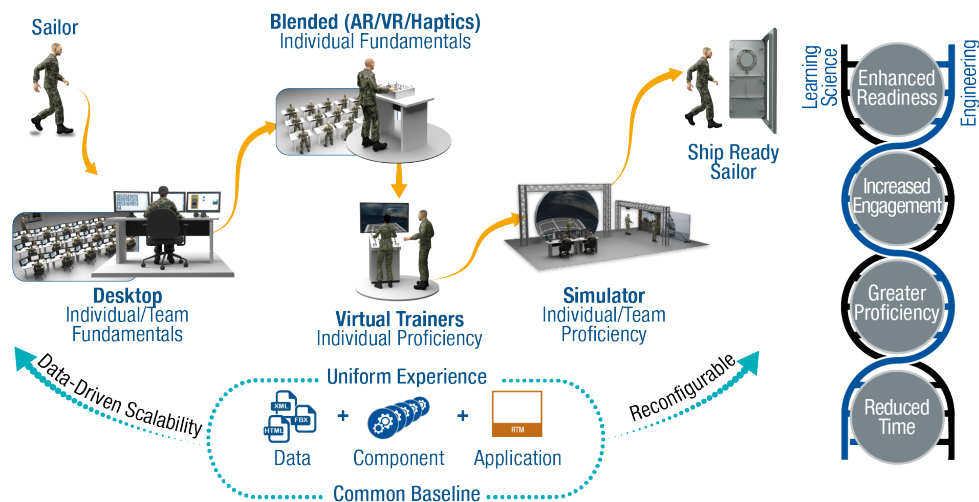 Sailor
Blended (AR/VR/Haptics)
Individual Fundamentals
Ship Ready
Sailor
Desktop
Individual/Team
Fundamentals
Virtual Trainers
Individual Proficiency
Simulator
Individual/Team
Proficiency
Data-Driven Scalability
Uniform Experience
Reconfigurable
XML
FBX
HTML
+
+
RTM
Data
Component
Application
Common Baseline
Learning
Science
Engineering
Enhanced
Readiness
Increased
Engagement
Greater
Proficiency
Reduced
Time